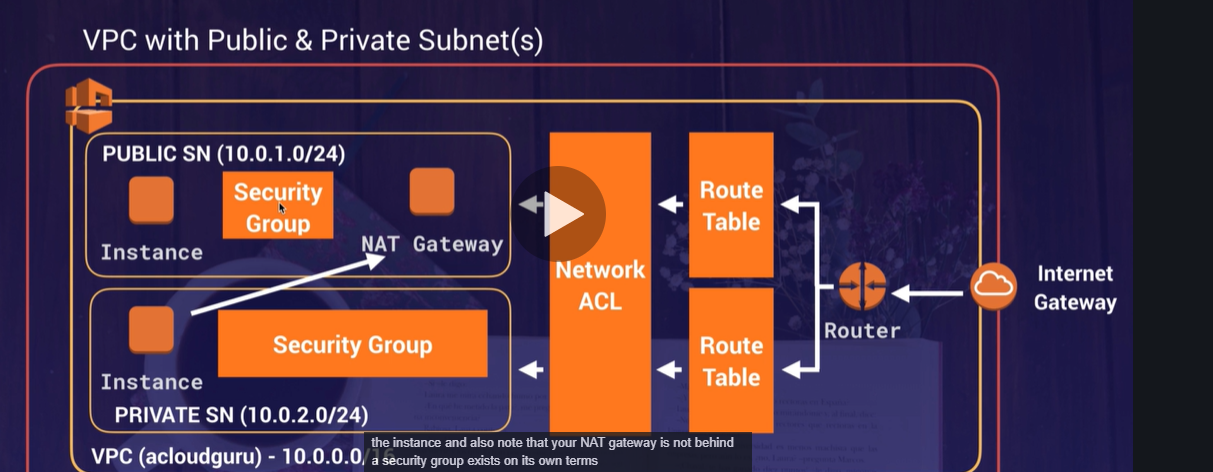 VPC with Public & Private Subnet(s)
PUBLIC SN (10.0.1.0/24)
Security
Group
Instance
NAT Gateway
Security Group
Instance
PRIVATE SN (10.0.2.0/24)
VPC (acloudguru) - 10.0.0.0/16
Network
ACL
Route
Table
Route
Table
Router
Internet
Gateway
the instance and also note that your NAT gateway is not behind
a security group exists on its own terms